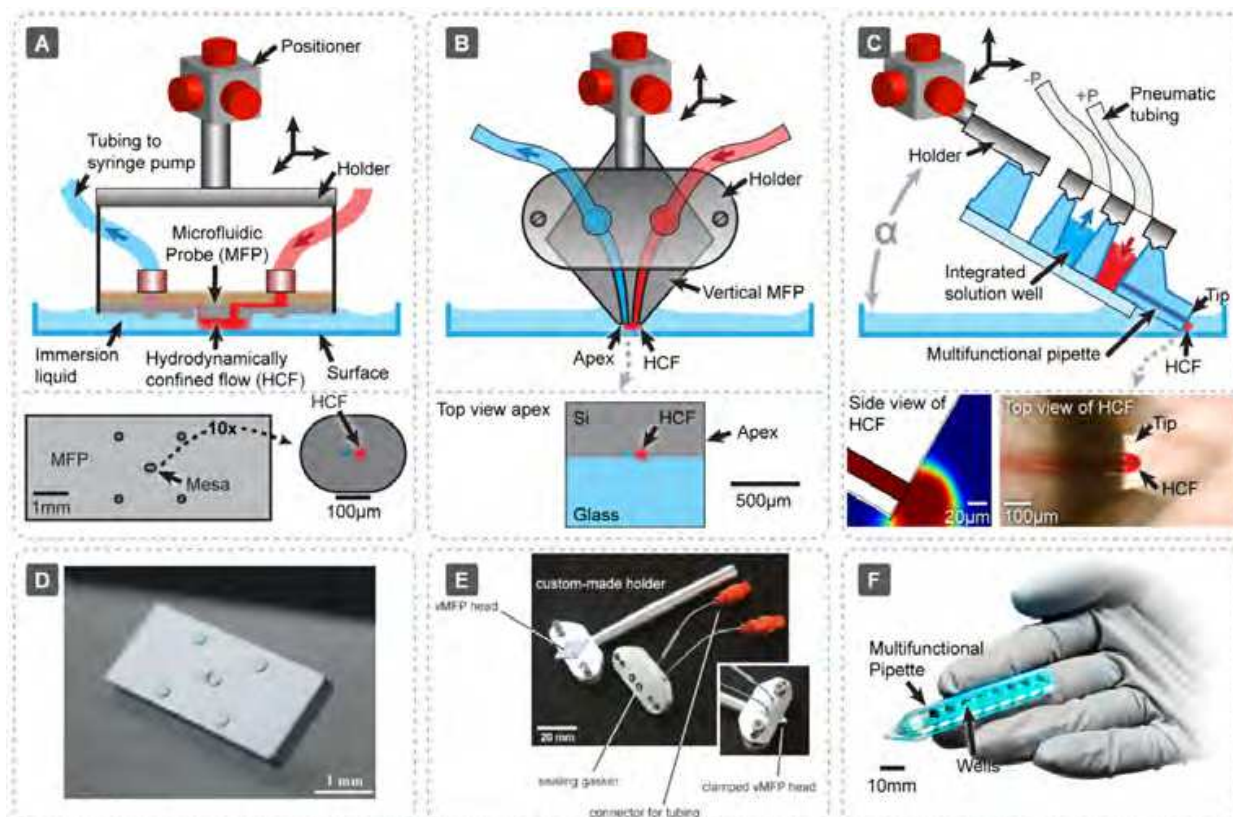 A
Positioner
Tubing to
syringe pump
Holder
Microfluidic
Probe (MFP)
Immersion
liquid
Hydrodynamically
confined flow (HCF)
Surface
HCF
MFP
10x
Mesa
1mm
100µm
B
Holder
Vertical MFP
Apex
HCF
Top view apex
Si
HCF
Apex
Glass
500µm
C
-P
+P
Pneumatic
tubing
Holder
α
Integrated
solution well
Tip
Multifunctional pipette
HCF
Side view of
HCF
20µm
Top view of HCF
Tip
HCF
100µm
D
1 mm
E
custom-made holder
vMFP head
20 mm
sealing gasket
clamped vMFP head
connector for tubing
F
Multifunctional
Pipette
Wells
10mm